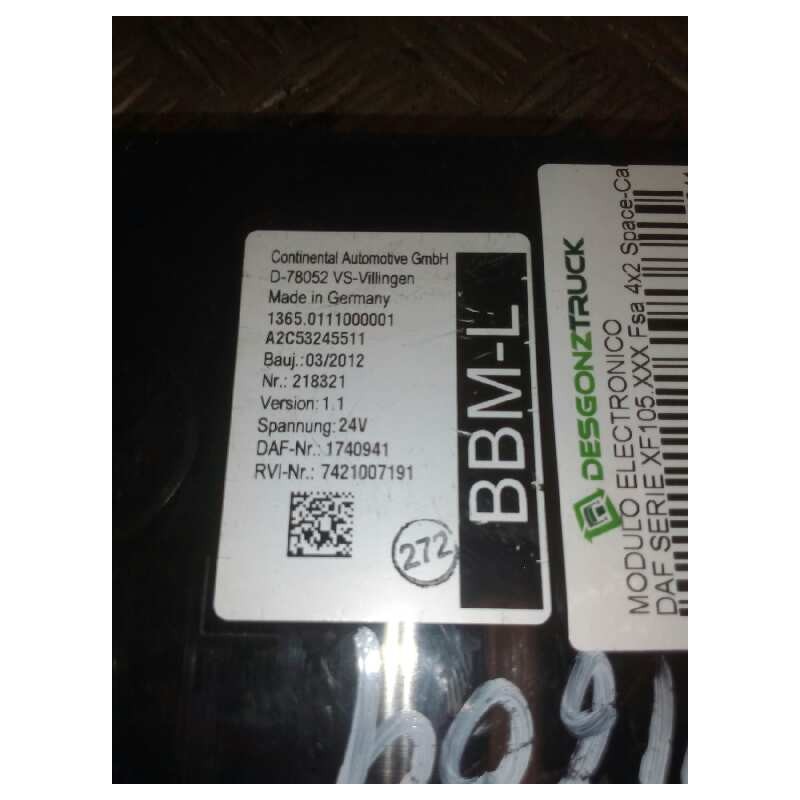 Continental Automotive GmbH
D-78052 VS-Villingen
Made in Germany
1365.0111000001
A2C53245511
Bauj.: 03/2012
Nr.: 218321
Version: 1.1
Spannung: 24V
DAF-Nr.: 1740941
RVI-Nr.: 7421007191
272
BBM-L
DESGONZTRUCK
MODULO ELECTRONICO
DAF SERIE XF105.XXX Fsa 4x2 Space-Ca